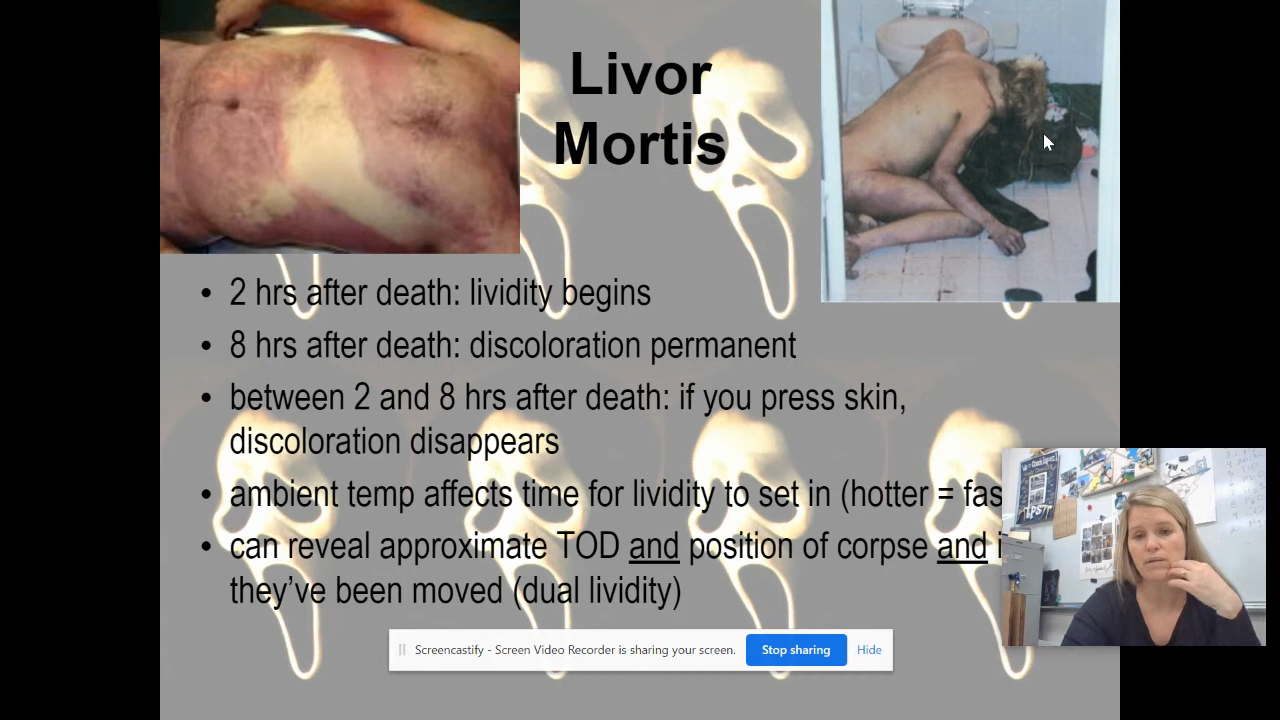 Livor
Mortis
• 2 hrs after death: lividity begins
• 8 hrs after death: discoloration permanent
• between 2 and 8 hrs after death: if you press skin,
discoloration disappears
• ambient temp affects time for lividity to set in (hotter = fas
• can reveal approximate TOD and position of corpse and i
they’ve been moved (dual lividity)
Screencastify - Screen Video Recorder is sharing your screen.
Stop sharing
Hide